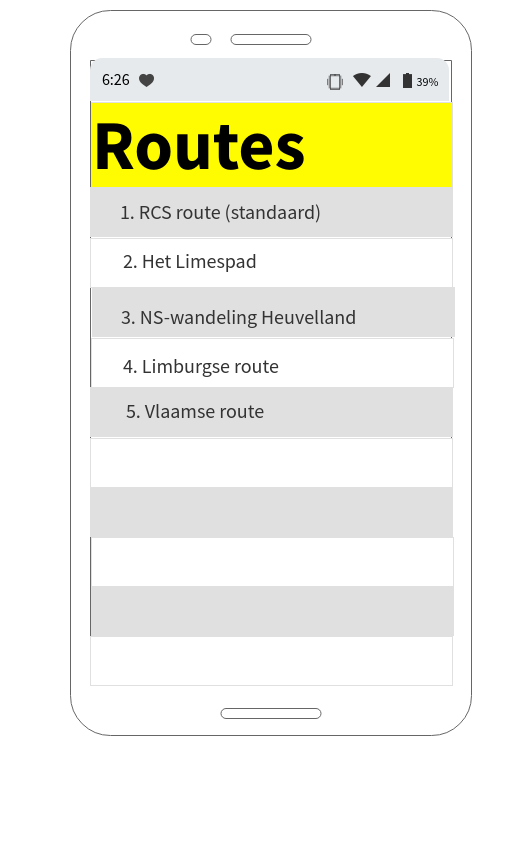 6:26
39%
Routes
1. RCS route (standaard)
2. Het Limespad
3. NS-wandeling Heuvelland
4. Limburgse route
5. Vlaamse route